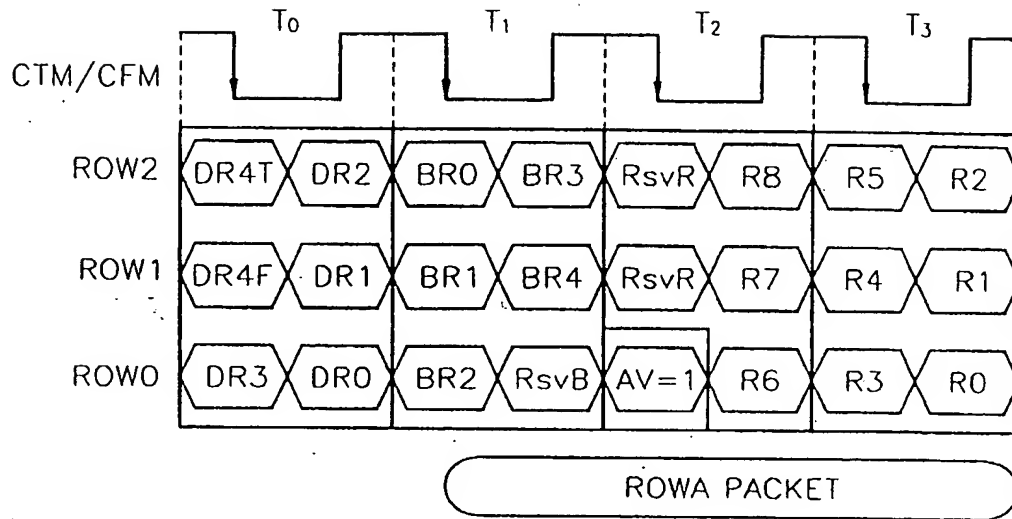 T0 T1 T2 T3
CTM/CFM
ROW2 DR4T DR2 BR0 BR3 RsvR R8 R5 R2
ROW1 DR4F DR1 BR1 BR4 RsvR R7 R4 R1
ROW0 DR3 DR0 BR2 RsvB AV=1 R6 R3 R0
ROWA PACKET